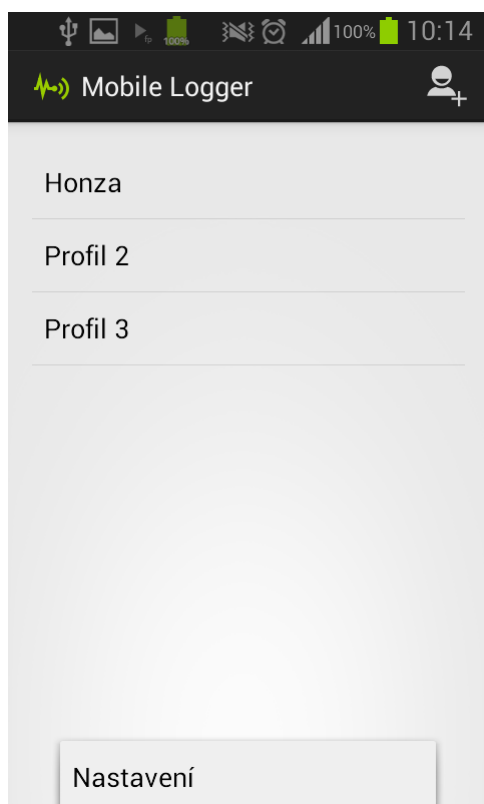 100% 100% 10:14
Mobile Logger
Honza
Profil 2
Profil 3
Nastavení